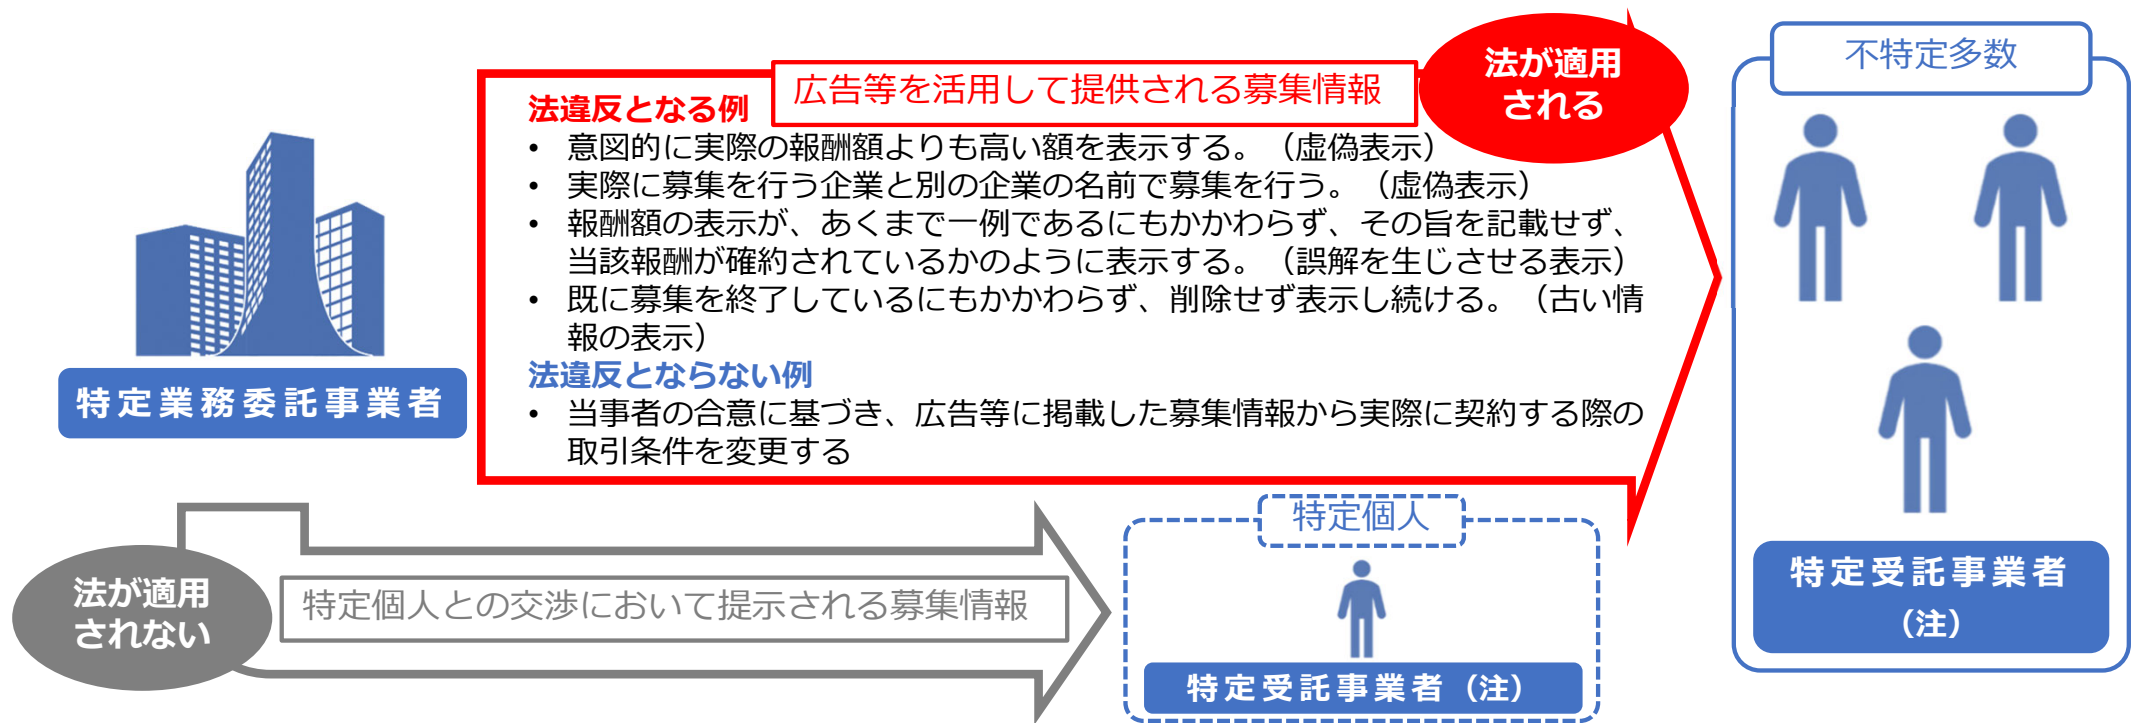 広告等を活用して提供される募集情報
法が適用
される
不特定多数
法違反となる例
• 意図的に実際の報酬額よりも高い額を表示する。（虚偽表示）
• 実際に募集を行う企業と別の企業の名前で募集を行う。（虚偽表示）
• 報酬額の表示が、あくまで一例であるにもかかわらず、その旨を記載せず、
当該報酬が確約されているかのように表示する。（誤解を生じさせる表示）
• 既に募集を終了しているにもかかわらず、削除せず表示し続ける。（古い情
報の表示）
法違反とならない例
• 当事者の合意に基づき、広告等に掲載した募集情報から実際に契約する際の
取引条件を変更する
特定業務委託事業者
特定受託事業者
（注）
法が適用
されない
特定個人との交渉において提示される募集情報
特定個人
特定受託事業者（注）